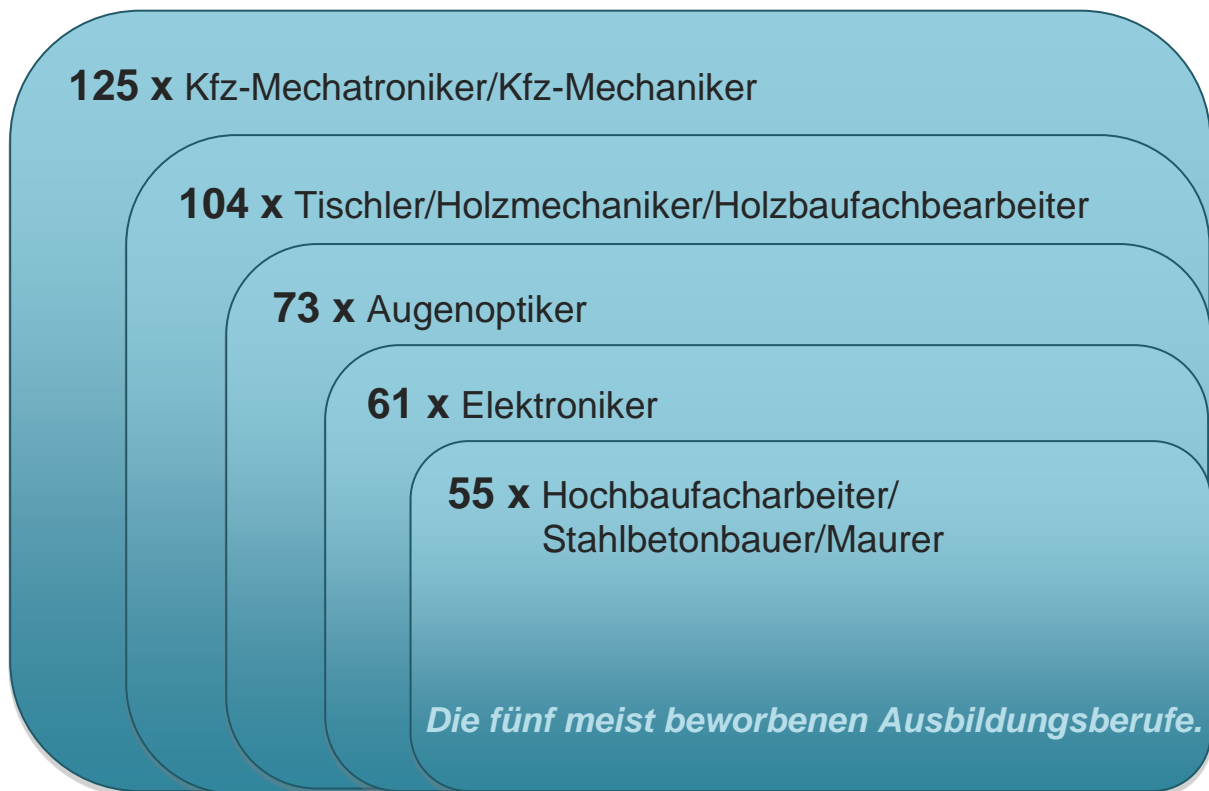 125 x Kfz-Mechatroniker/Kfz-Mechaniker
104 x Tischler/Holzmechaniker/Holzbaufachbearbeiter
73 x Augenoptiker
61 x Elektroniker
55 x Hochbaufacharbeiter/
Stahlbetonbauer/Maurer
Die fünf meist beworbenen Ausbildungsberufe.